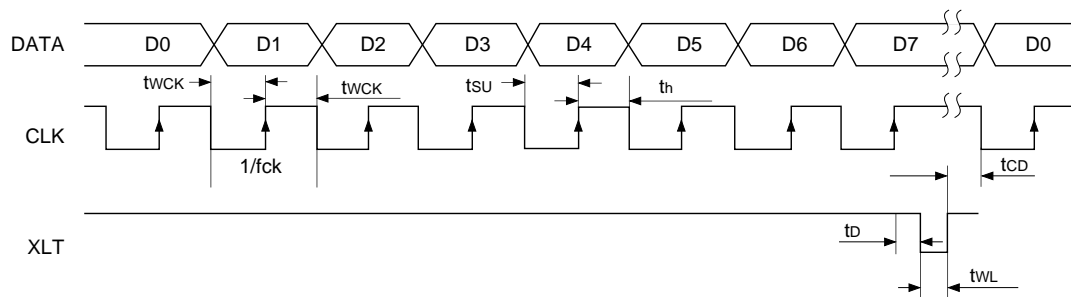 DATA D0 D1 D2 D3 D4 D5 D6 D7 D0
tWCK tWCK tSU th
CLK
1/fck tCD
XLT tD
tWL